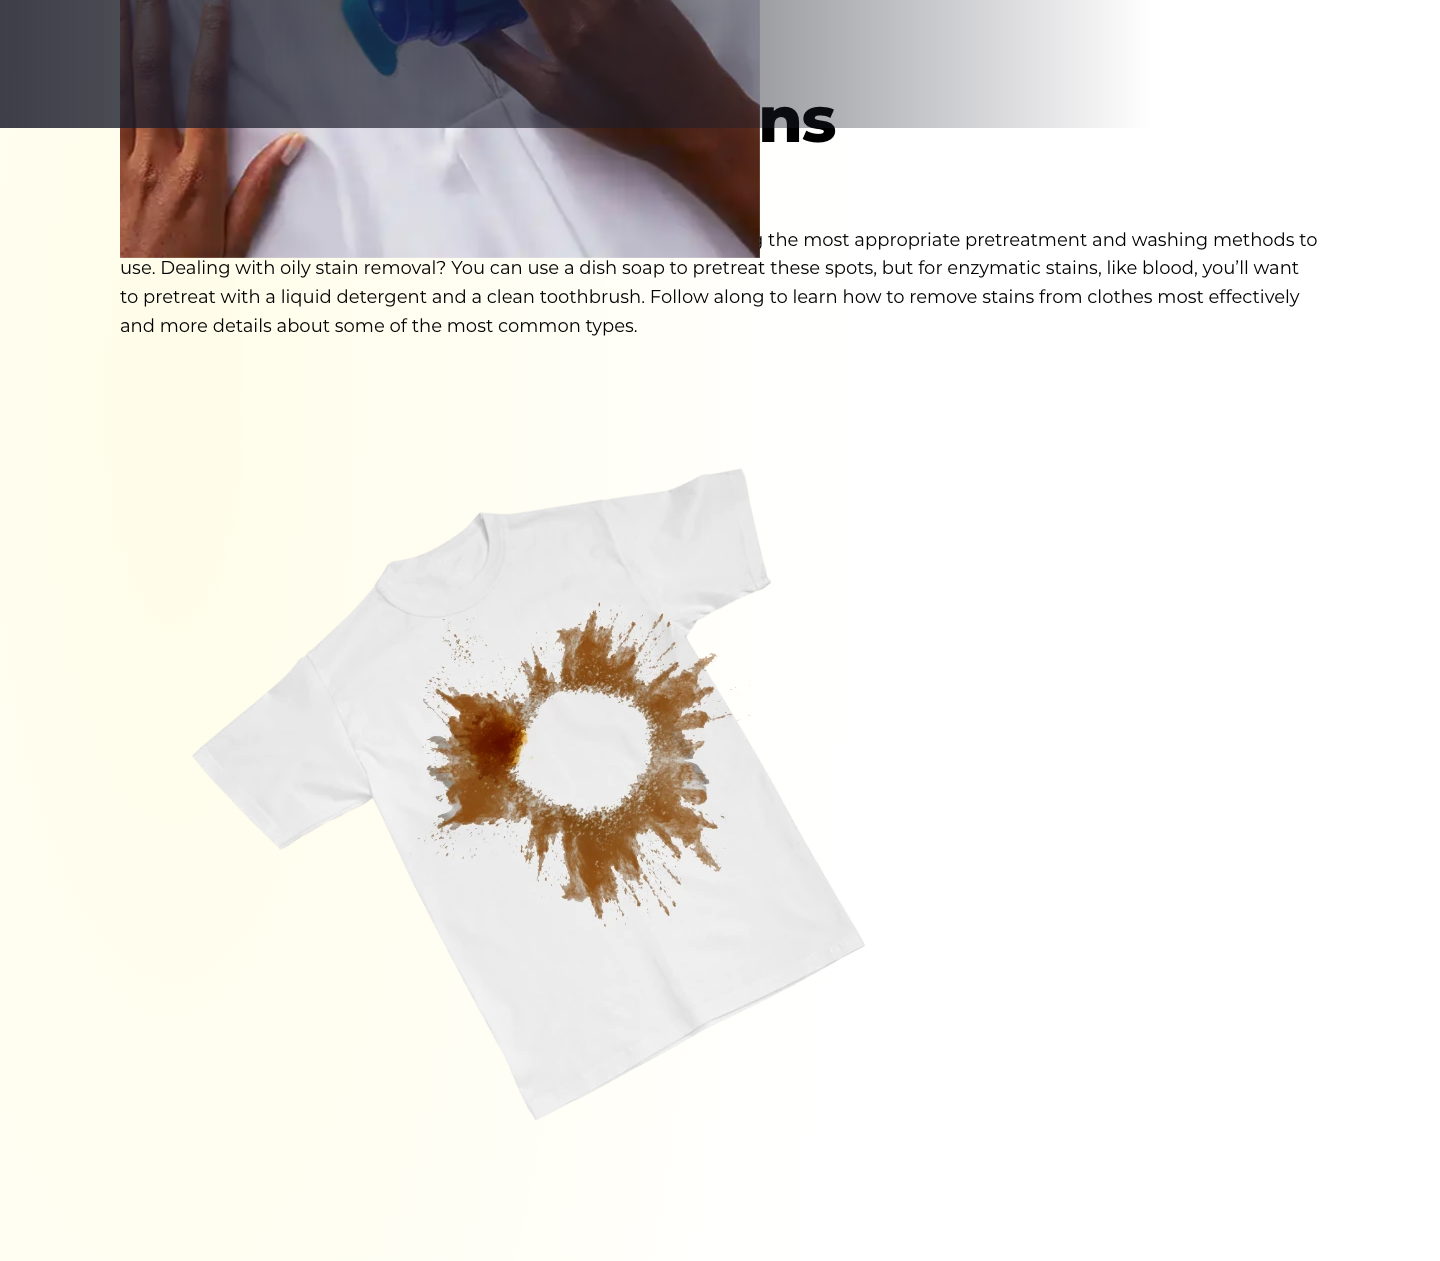 ns
the most appropriate pretreatment and washing methods to
use. Dealing with oily stain removal? You can use a dish soap to pretreat these spots, but for enzymatic stains, like blood, you’ll want
to pretreat with a liquid detergent and a clean toothbrush. Follow along to learn how to remove stains from clothes most effectively
and more details about some of the most common types.